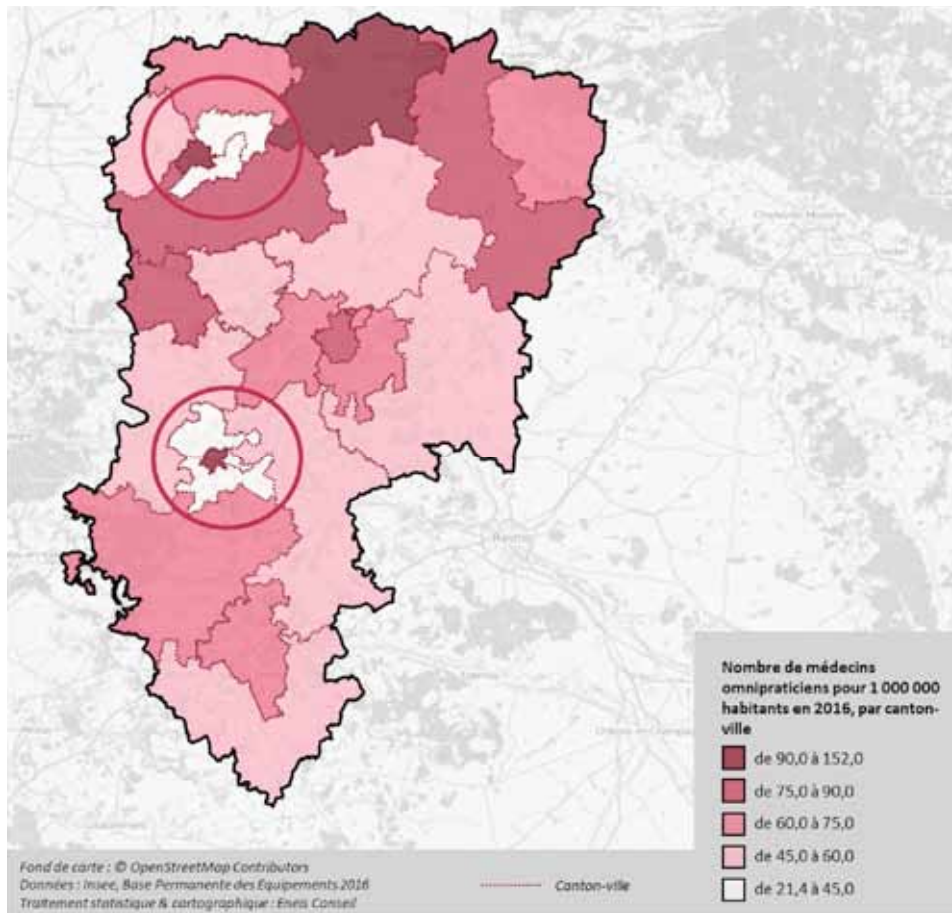 Reims
Nombre de médecins
omnipraticiens pour 1 000 000
habitants en 2016, par canton-
ville
de 90,0 à 152,0
de 75,0 à 90,0
de 60,0 à 75,0
de 45,0 à 60,0
de 21,4 à 45,0
Fond de carte : © OpenStreetMap Contributors
Données : Insee, Base Permanente des Equipements 2016
Traitement statistique & cartographique : Eneis Conseil
Canton-ville